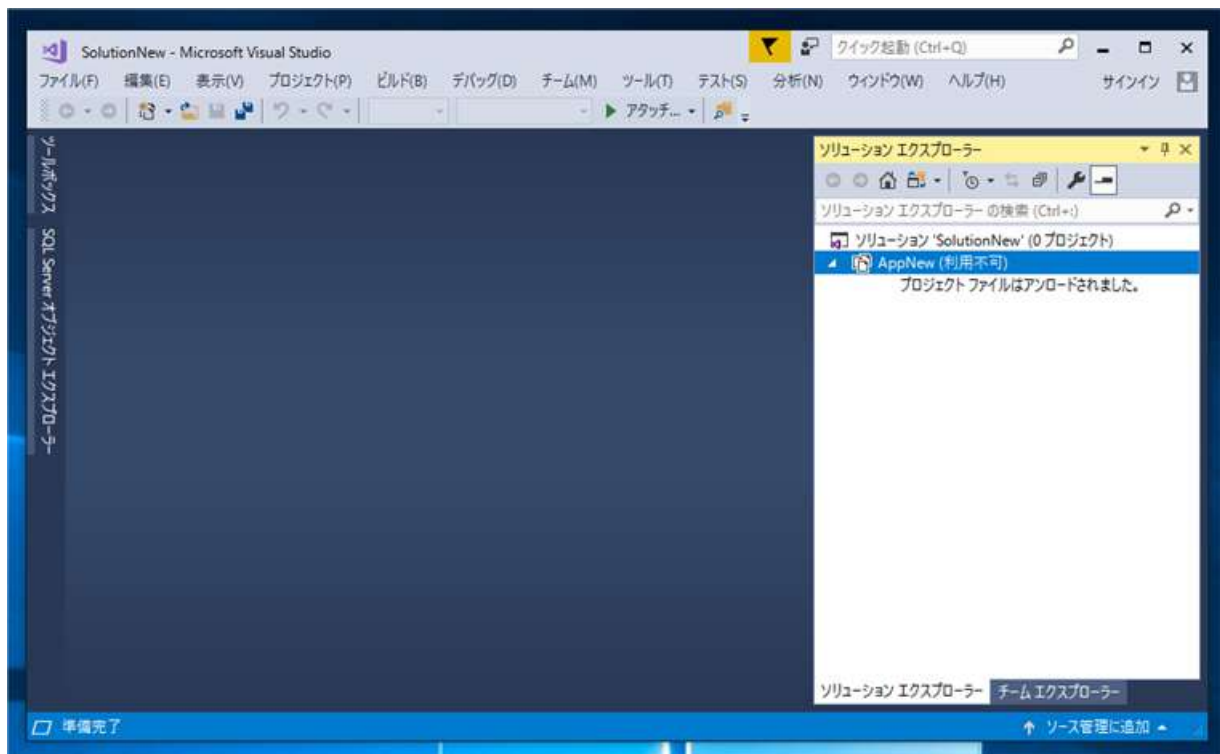 SolutionNew - Microsoft Visual Studio
クイック起動 (Ctrl+Q)
ファイル(F) 編集(E) 表示(V) プロジェクト(P) ビルド(B) デバッグ(D) チーム(M) ツール(T) テスト(S) 分析(N) ウィンドウ(W) ヘルプ(H) サインイン
アタッチ...
ツールボックス
SQL Server オブジェクト エクスプローラー
ソリューション エクスプローラー
ソリューション エクスプローラー の検索 (Ctrl+:)
ソリューション 'SolutionNew' (0 プロジェクト)
AppNew (利用不可)
プロジェクト ファイルはアンロードされました。
ソリューション エクスプローラー チーム エクスプローラー
準備完了 ソース管理に追加